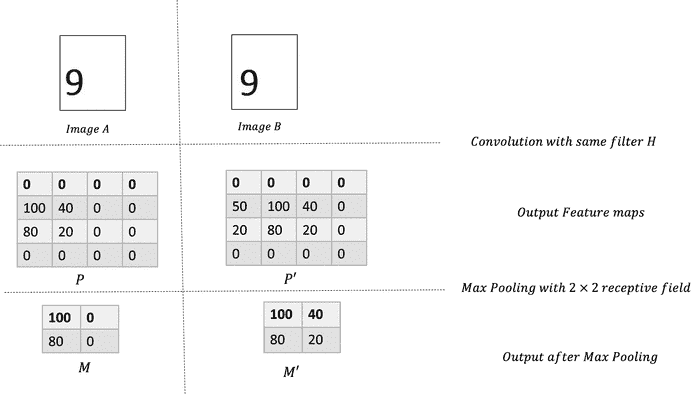 9
9
Image A
Image B
Convolution with same filter H
0 0 0 0
100 40 0 0
80 20 0 0
0 0 0 0
P
0 0 0 0
50 100 40 0
20 80 20 0
0 0 0 0
P′
Output Feature maps
Max Pooling with 2 × 2 receptive field
100 0
80 0
M
100 40
80 20
M′
Output after Max Pooling